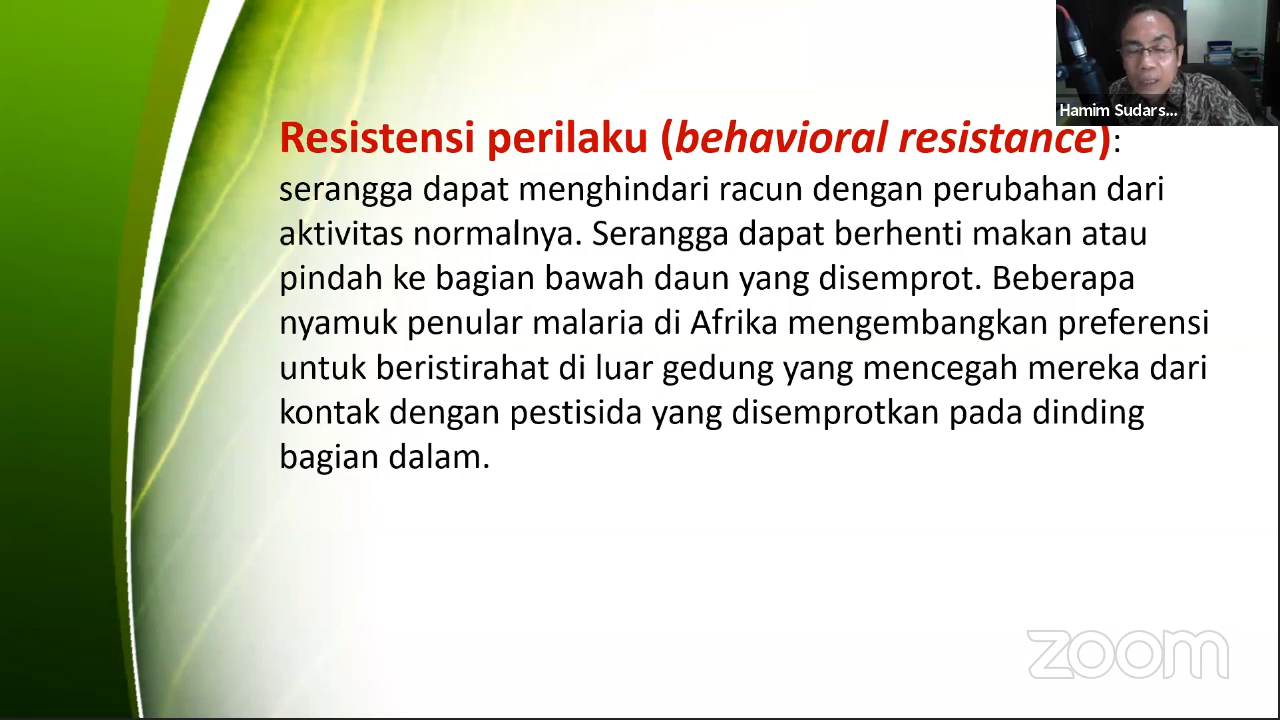 Hamim Sudars...
Resistensi perilaku (behavioral resistance):
serangga dapat menghindari racun dengan perubahan dari
aktivitas normalnya. Serangga dapat berhenti makan atau
pindah ke bagian bawah daun yang disemprot. Beberapa
nyamuk penular malaria di Afrika mengembangkan preferensi
untuk beristirahat di luar gedung yang mencegah mereka dari
kontak dengan pestisida yang disemprotkan pada dinding
bagian dalam.
zoom